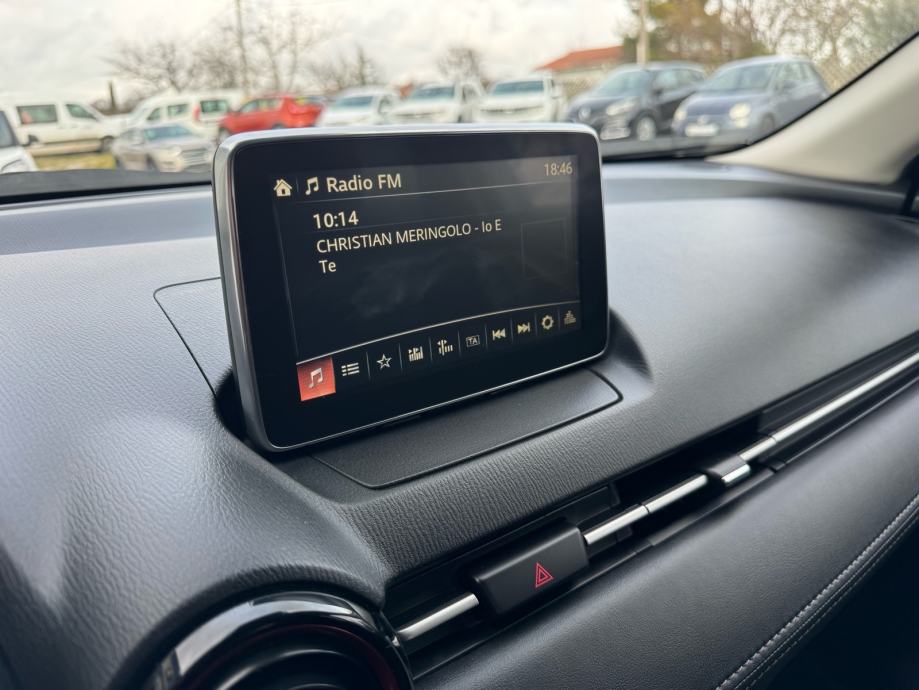 Radio FM
18:46
10:14
CHRISTIAN MERINGOLO - Io E
Te
TA